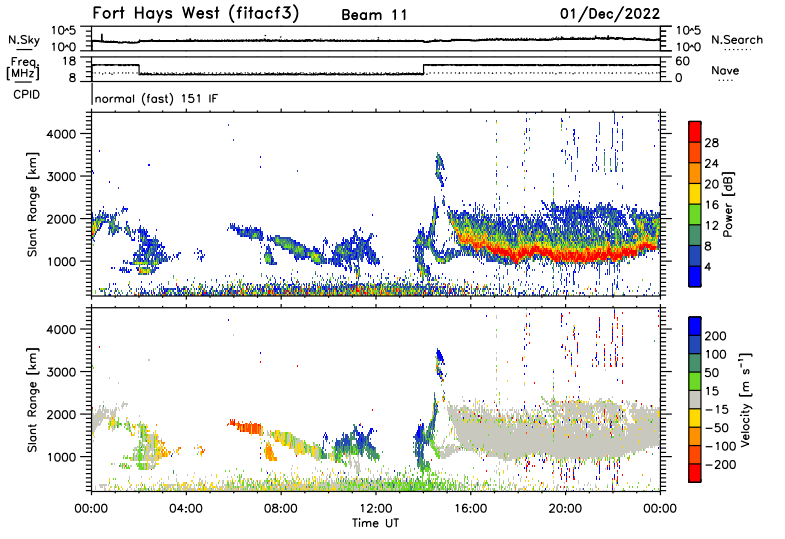 Fort Hays West (fitacf3) Beam 11 01/Dec/2022
N.Sky 10^5 10^0 10^5 10^0 N.Search
Freq. [MHz] 18 8 60 0 Nave
CPID normal (fast) 151 IF
Slant Range [km] 4000 3000 2000 1000
28 24 20 16 12 8 4 Power [dB]
Slant Range [km] 4000 3000 2000 1000
200 100 50 15 −15 −50 −100 −200 Velocity [m s⁻¹]
00:00 04:00 08:00 12:00 16:00 20:00 00:00
Time UT